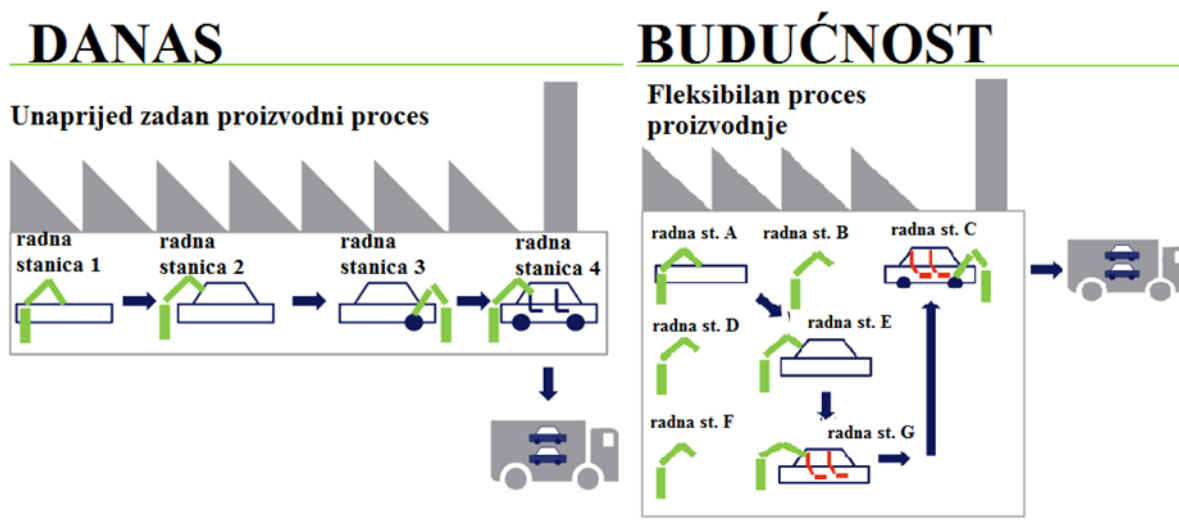 DANAS
Unaprijed zadan proizvodni proces
radna
stanica 1
radna
stanica 2
radna
stanica 3
radna
stanica 4
BUDUĆNOST
Fleksibilan proces
proizvodnje
radna st. A
radna st. B
radna st. C
radna st. D
radna st. E
radna st. F
radna st. G